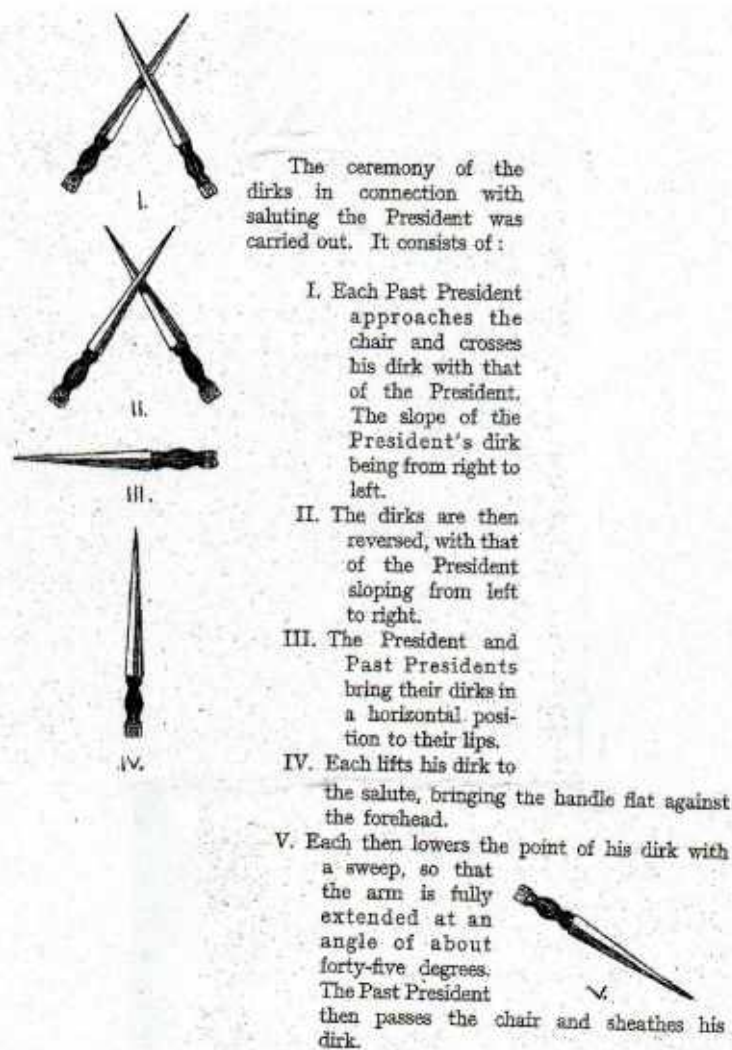 I.
The ceremony of the
dirks in connection with
saluting the President was
carried out. It consists of :
II.
I. Each Past President
approaches the
chair and crosses
his dirk with that
of the President.
The slope of the
President's dirk
being from right to
left.
III.
II. The dirks are then
reversed, with that
of the President
sloping from left
to right.
III. The President and
Past Presidents
bring their dirks in
a horizontal posi-
tion to their lips.
IV.
IV. Each lifts his dirk to
the salute, bringing the handle flat against
the forehead.
V. Each then lowers the point of his dirk with
a sweep, so that
the arm is fully
extended at an
angle of about
forty-five degrees.
The Past President
V.
then passes the chair and sheathes his
dirk.